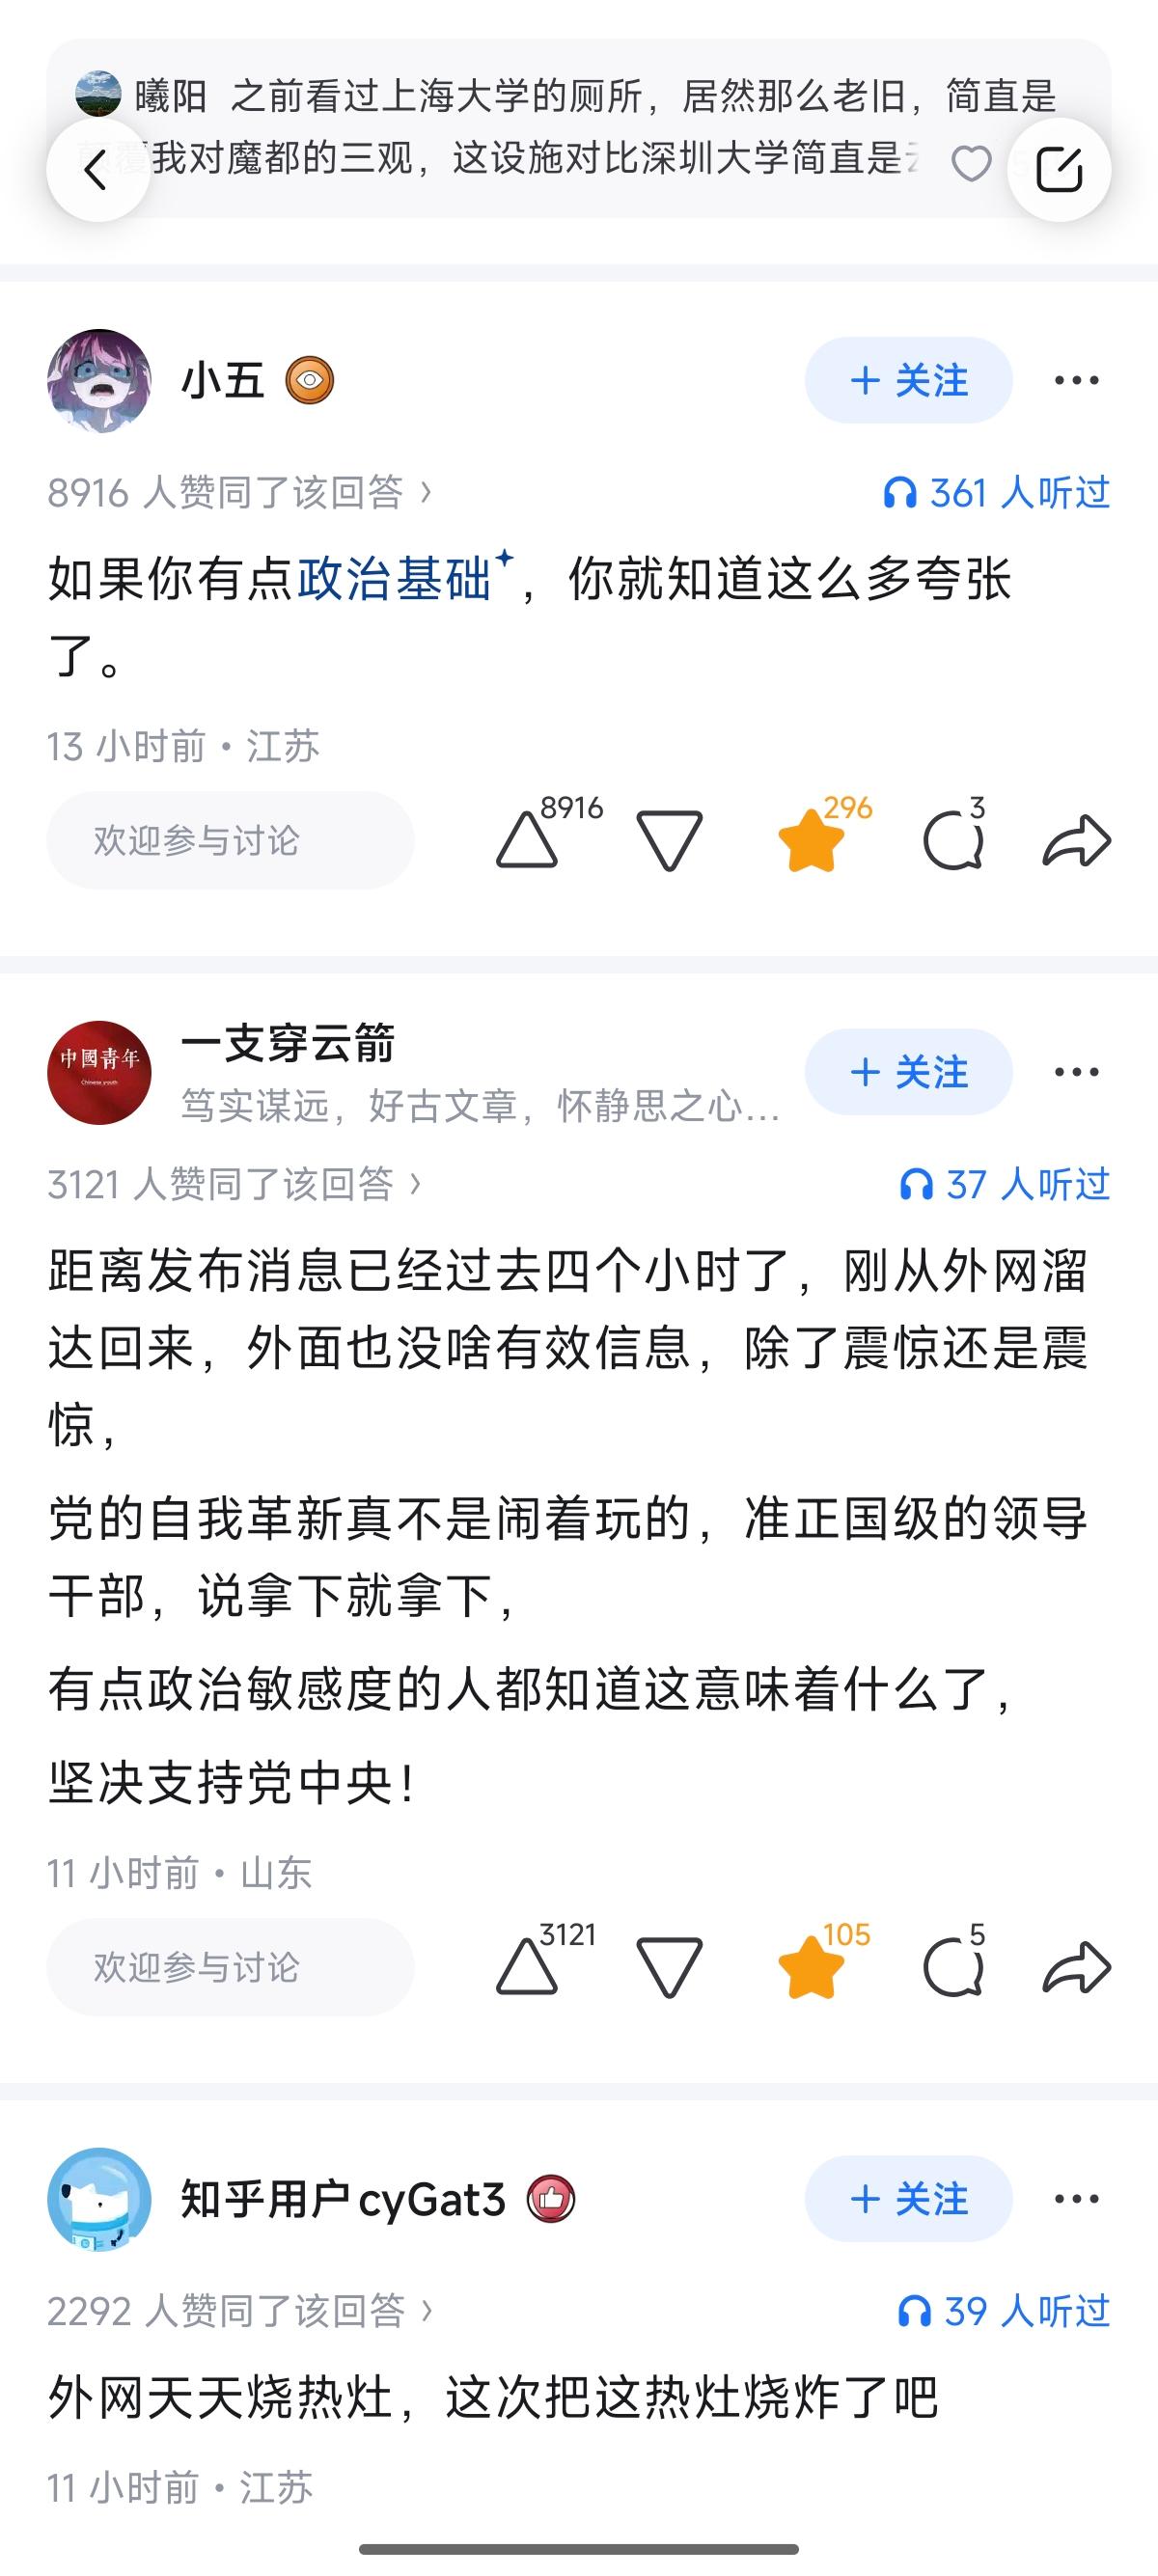 曦阳 之前看过上海大学的厕所，居然那么老旧，简直是
我对魔都的三观，这设施对比深圳大学简直是
小五
+ 关注
8916 人赞同了该回答 ›
361 人听过
如果你有点政治基础，你就知道这么多夸张
了。
13 小时前 · 江苏
欢迎参与讨论
8916
296
3
中國青年
Chinese youth
一支穿云箭
笃实谋远，好古文章，怀静思之心...
+ 关注
3121 人赞同了该回答 ›
37 人听过
距离发布消息已经过去四个小时了，刚从外网溜
达回来，外面也没啥有效信息，除了震惊还是震
惊，
党的自我革新真不是闹着玩的，准正国级的领导
干部，说拿下就拿下，
有点政治敏感度的人都知道这意味着什么了，
坚决支持党中央！
11 小时前 · 山东
欢迎参与讨论
3121
105
5
知乎用户cyGat3
+ 关注
2292 人赞同了该回答 ›
39 人听过
外网天天烧热灶，这次把这热灶烧炸了吧
11 小时前 · 江苏